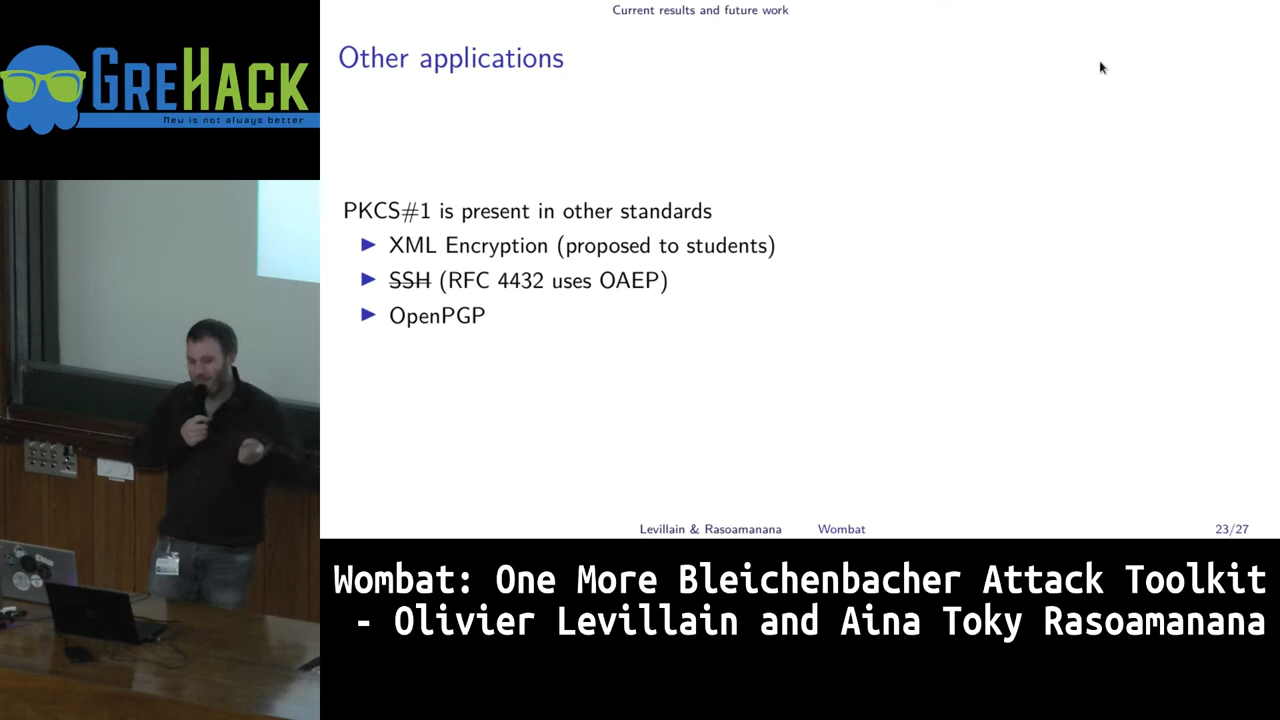 Current results and future work
GREHACK
New is not always better
Other applications
PKCS#1 is present in other standards
▶ XML Encryption (proposed to students)
▶ SSH (RFC 4432 uses OAEP)
▶ OpenPGP
Levillain & Rasoamanana Wombat 23/27
Wombat: One More Bleichenbacher Attack Toolkit
- Olivier Levillain and Aina Toky Rasoamanana